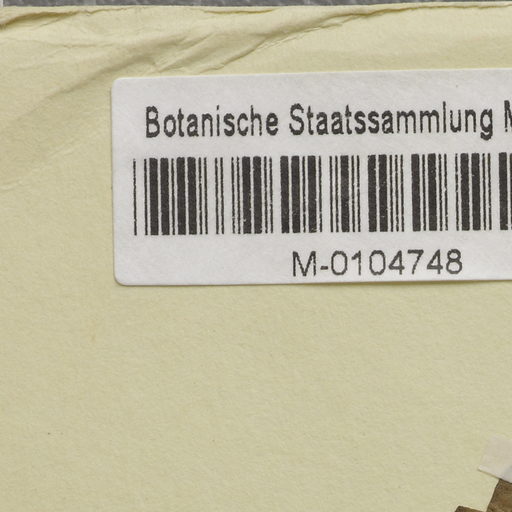 Botanische Staatssammlung M
M-0104748